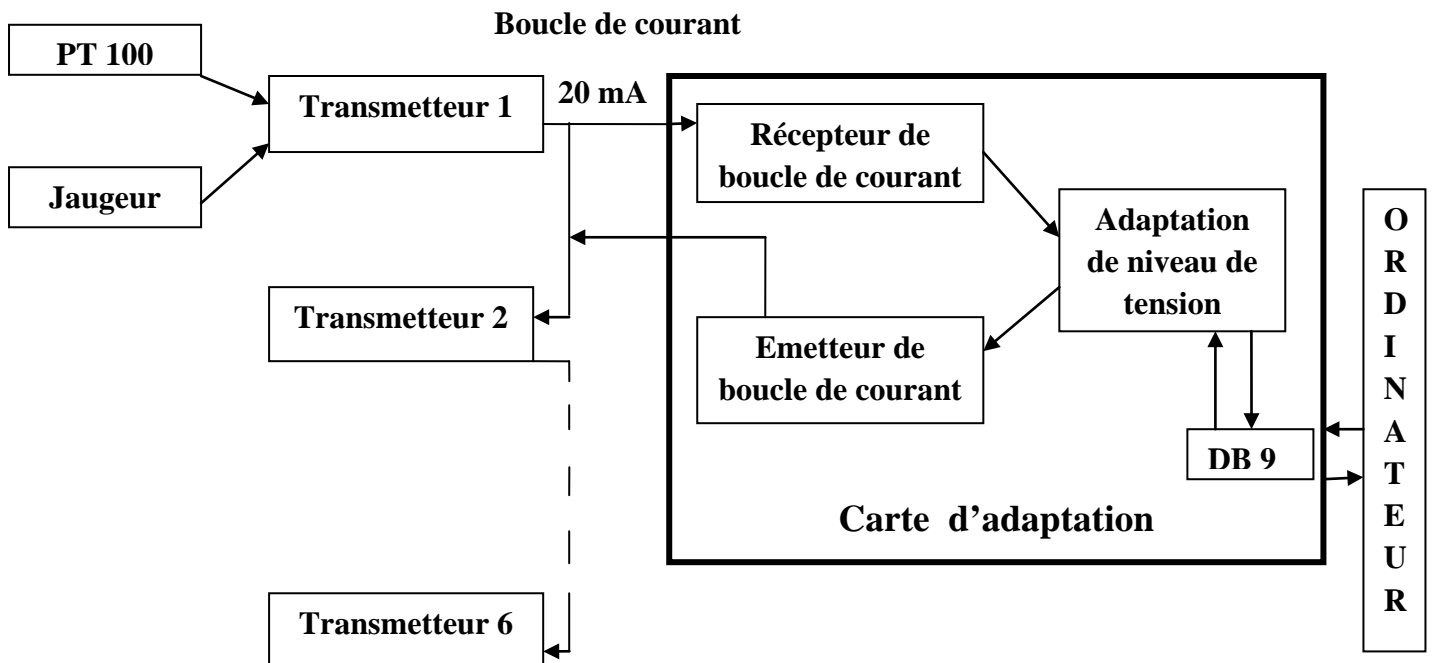 Boucle de courant
PT 100
Jaugeur
Transmetteur 1
20 mA
Récepteur de
boucle de courant
Adaptation
de niveau de
tension
Transmetteur 2
Emetteur de
boucle de courant
DB 9
Carte d’adaptation
Transmetteur 6
O
R
D
I
N
A
T
E
U
R